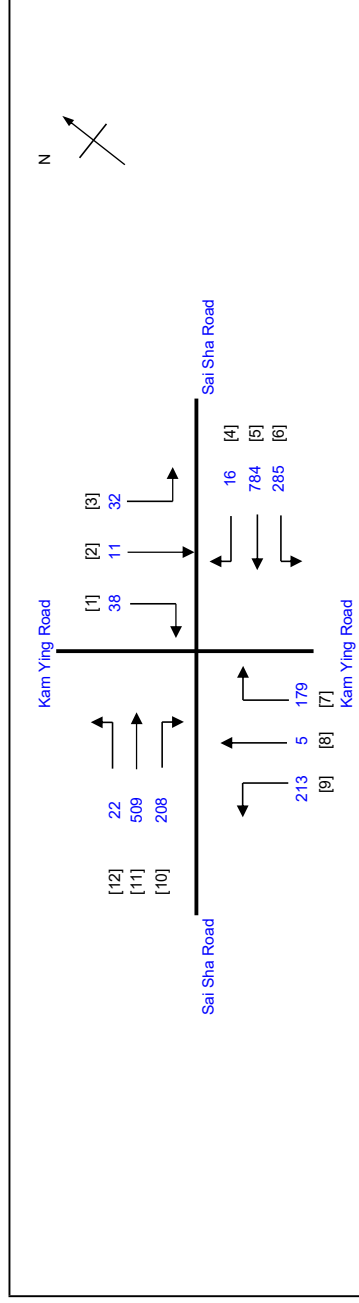 N
Kam Ying Road
[1] [2] [3]
38 11 32
[12] 22
[11] 509
[10] 208
Sai Sha Road
Sai Sha Road
16 [4]
784 [5]
285 [6]
213 5 179
[9] [8] [7]
Kam Ying Road